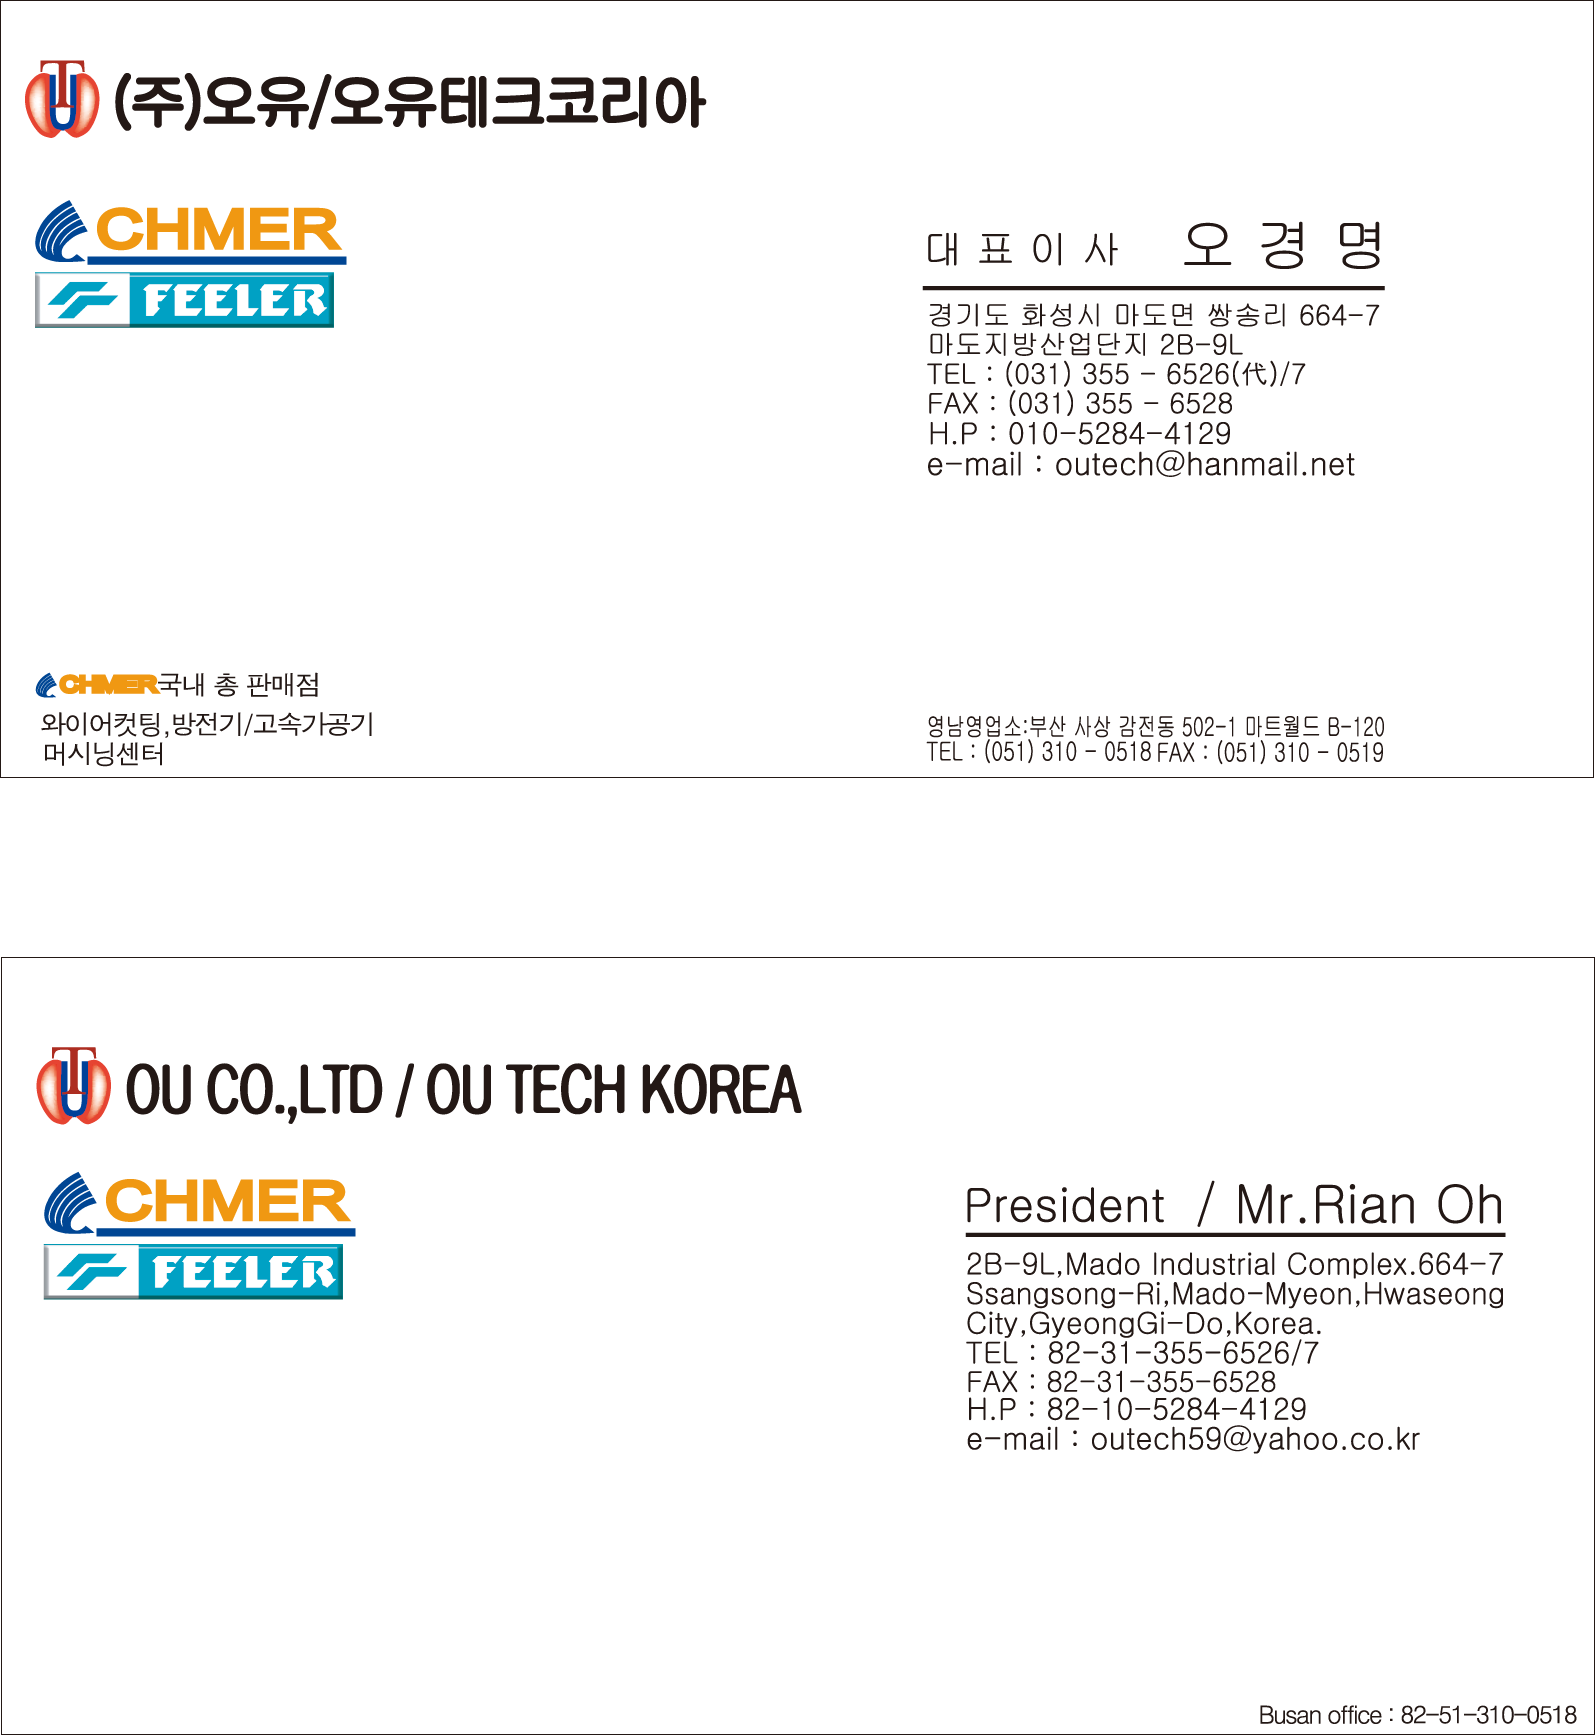 (주)오유/오유테크코리아
CHMER
FEELER
대표이사 오경명
경기도 화성시 마도면 쌍송리 664-7
마도지방산업단지 2B-9L
TEL : (031) 355 - 6526(代)/7
FAX : (031) 355 - 6528
H.P : 010-5284-4129
e-mail : outech@hanmail.net
CHMER국내 총 판매점
와이어컷팅,방전기/고속가공기
머시닝센터
영남영업소:부산 사상 감전동 502-1 마트월드 B-120
TEL : (051) 310 - 0518 FAX : (051) 310 - 0519
OU CO.,LTD / OU TECH KOREA
CHMER
FEELER
President / Mr.Rian Oh
2B-9L,Mado Industrial Complex.664-7
Ssangsong-Ri,Mado-Myeon,Hwaseong
City,GyeongGi-Do,Korea.
TEL : 82-31-355-6526/7
FAX : 82-31-355-6528
H.P : 82-10-5284-4129
e-mail : outech59@yahoo.co.kr
Busan office : 82-51-310-0518